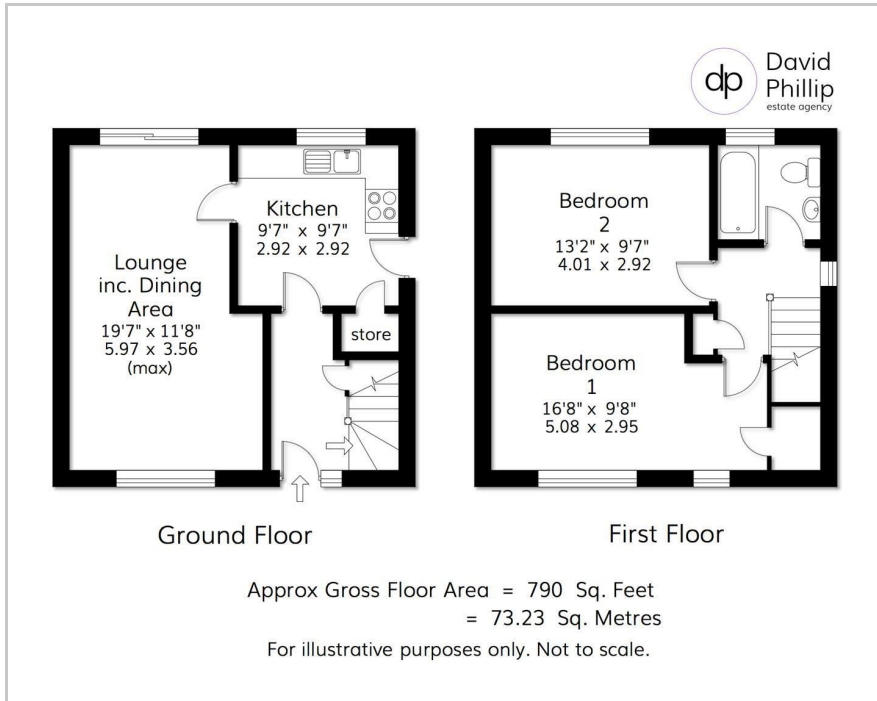 dp
David
Phillip
estate agency
Kitchen
9'7" x 9'7"
2.92 x 2.92
Lounge
inc. Dining
Area
19'7" x 11'8"
5.97 x 3.56
(max)
store
Ground Floor
Bedroom
2
13'2" x 9'7"
4.01 x 2.92
Bedroom
1
16'8" x 9'8"
5.08 x 2.95
First Floor
Approx Gross Floor Area = 790 Sq. Feet
= 73.23 Sq. Metres
For illustrative purposes only. Not to scale.